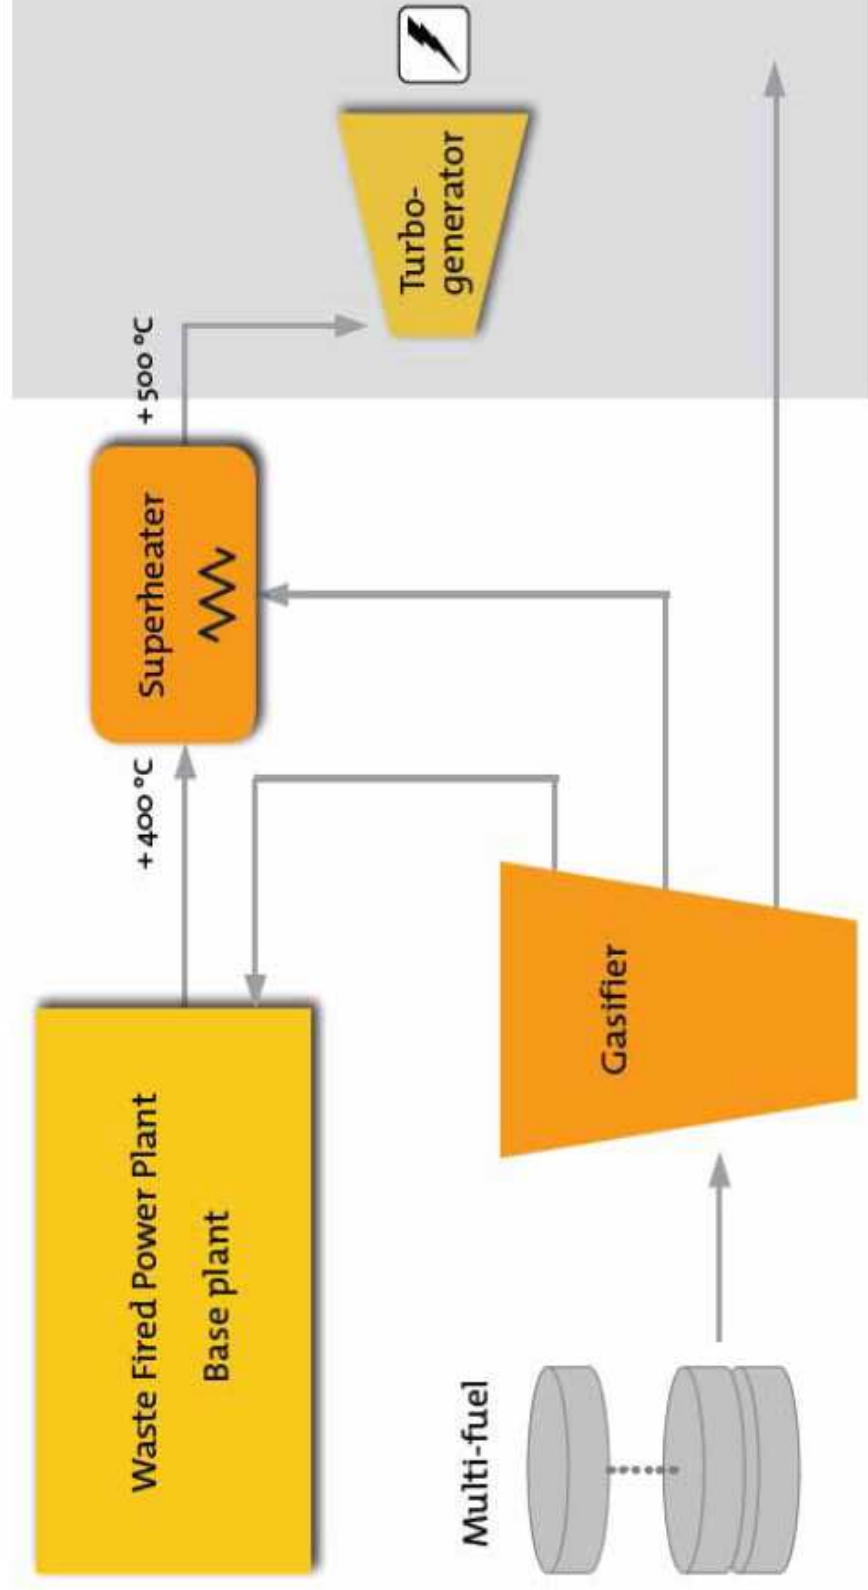 Waste Fired Power Plant
Base plant
+400 °C
Superheater
+500 °C
Turbo-
generator
Multi-fuel
Gasifier